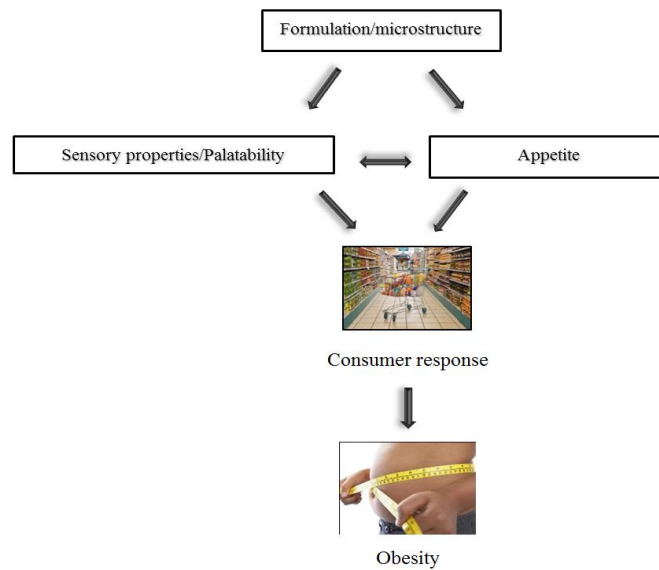 Formulation/microstructure
Sensory properties/Palatability
Appetite
Consumer response
Obesity